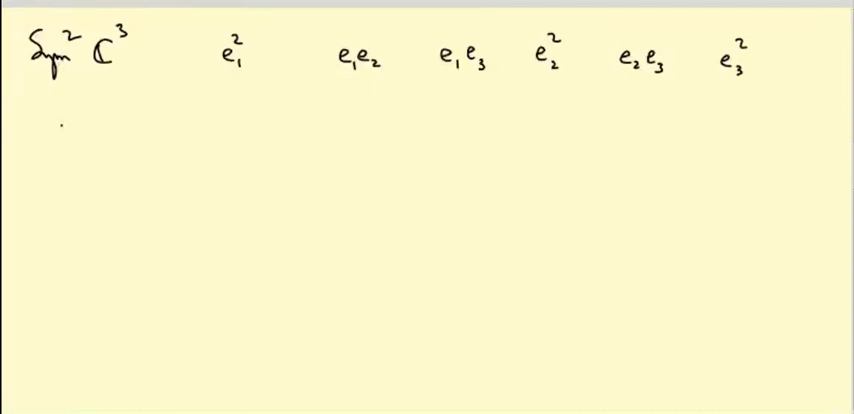 Sym² ℂ³ e₁² e₁e₂ e₁e₃ e₂² e₂e₃ e₃²